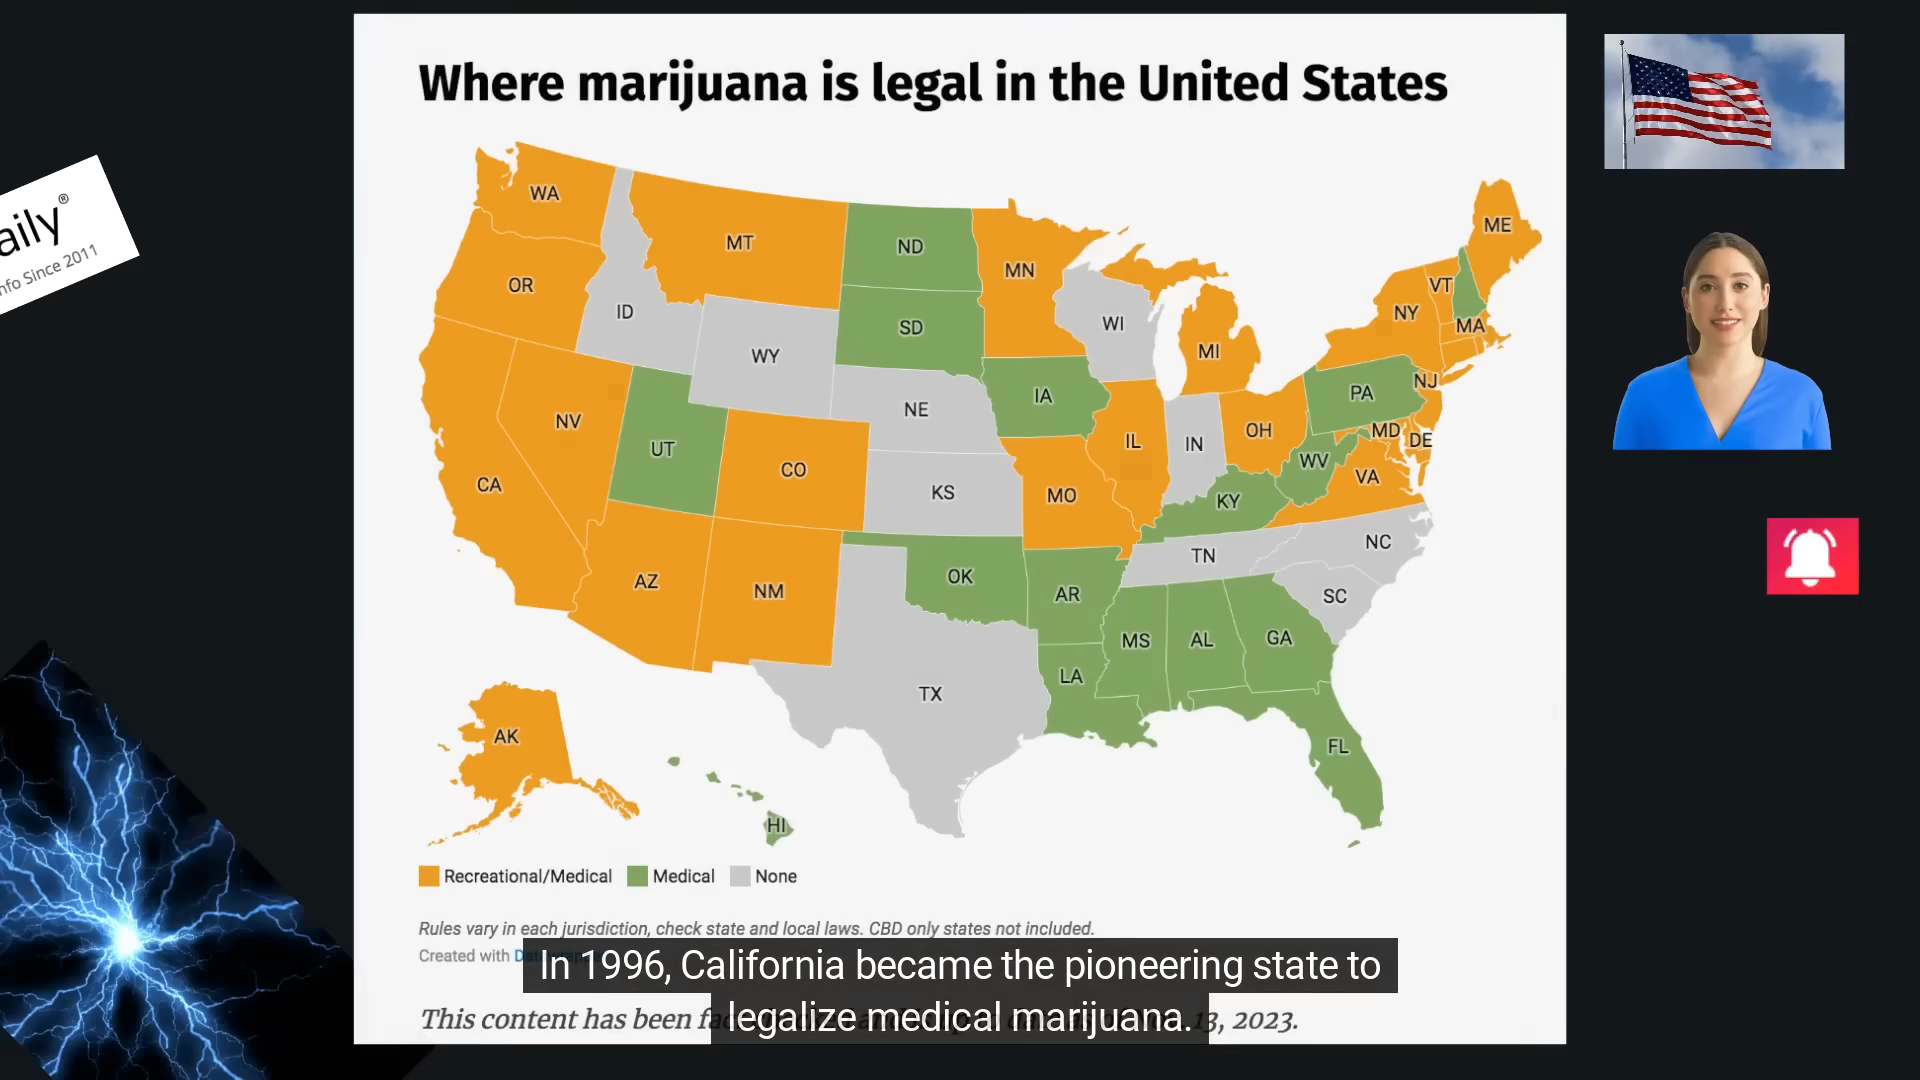 Where marijuana is legal in the United States
aily®
nfo Since 2011
WA
MT
ND
MN
ME
OR
ID
SD
WI
VT
NY
MA
WY
MI
IA
NE
PA
NJ
NV
UT
CO
IL
IN
OH
MD
DE
WV
VA
CA
KS
MO
KY
TN
NC
AZ
NM
OK
AR
SC
MS
AL
GA
LA
TX
AK
FL
HI
Recreational/Medical Medical None
Rules vary in each jurisdiction, check state and local laws. CBD only states not included.
Created with
In 1996, California became the pioneering state to
legalize medical marijuana.
This content has been 13, 2023.